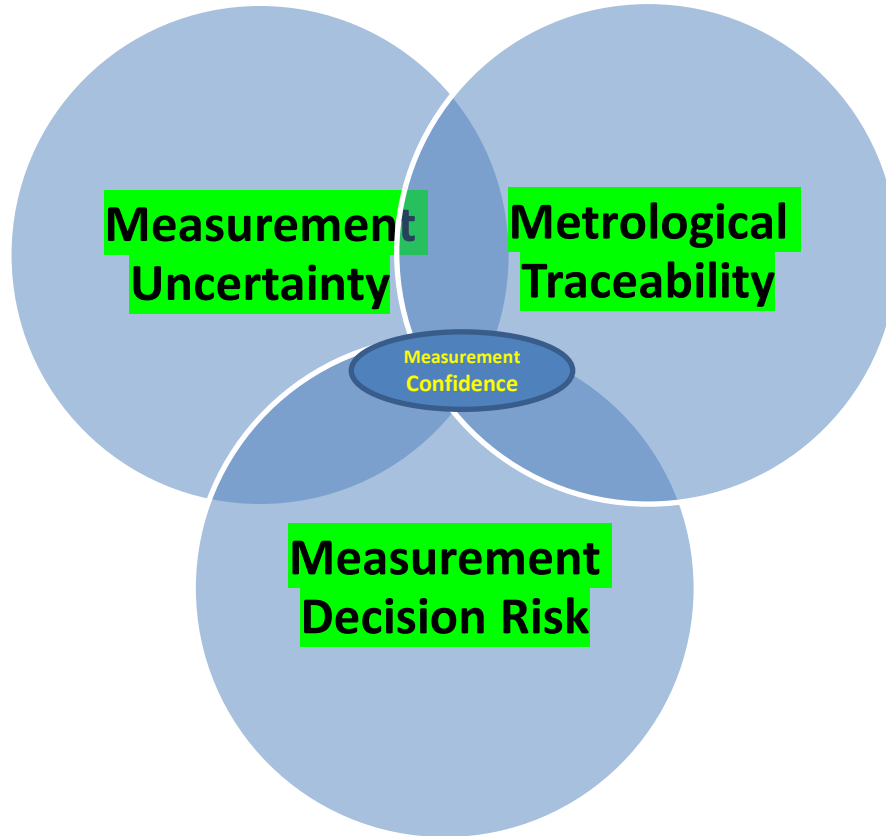 Measurement
Uncertainty
Metrological
Traceability
Measurement
Confidence
Measurement
Decision Risk